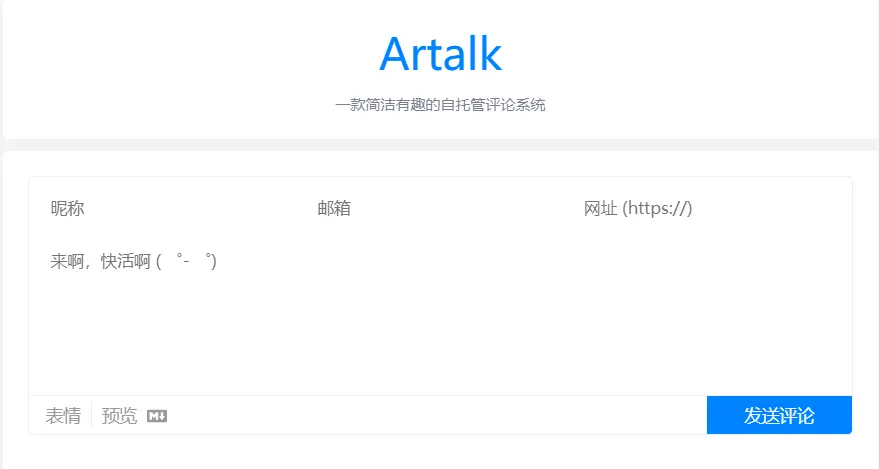 Artalk
一款简洁有趣的自托管评论系统
昵称 邮箱 网址 (https://)
来啊，快活啊 ( ゜- ゜)
表情 预览 M↓ 发送评论